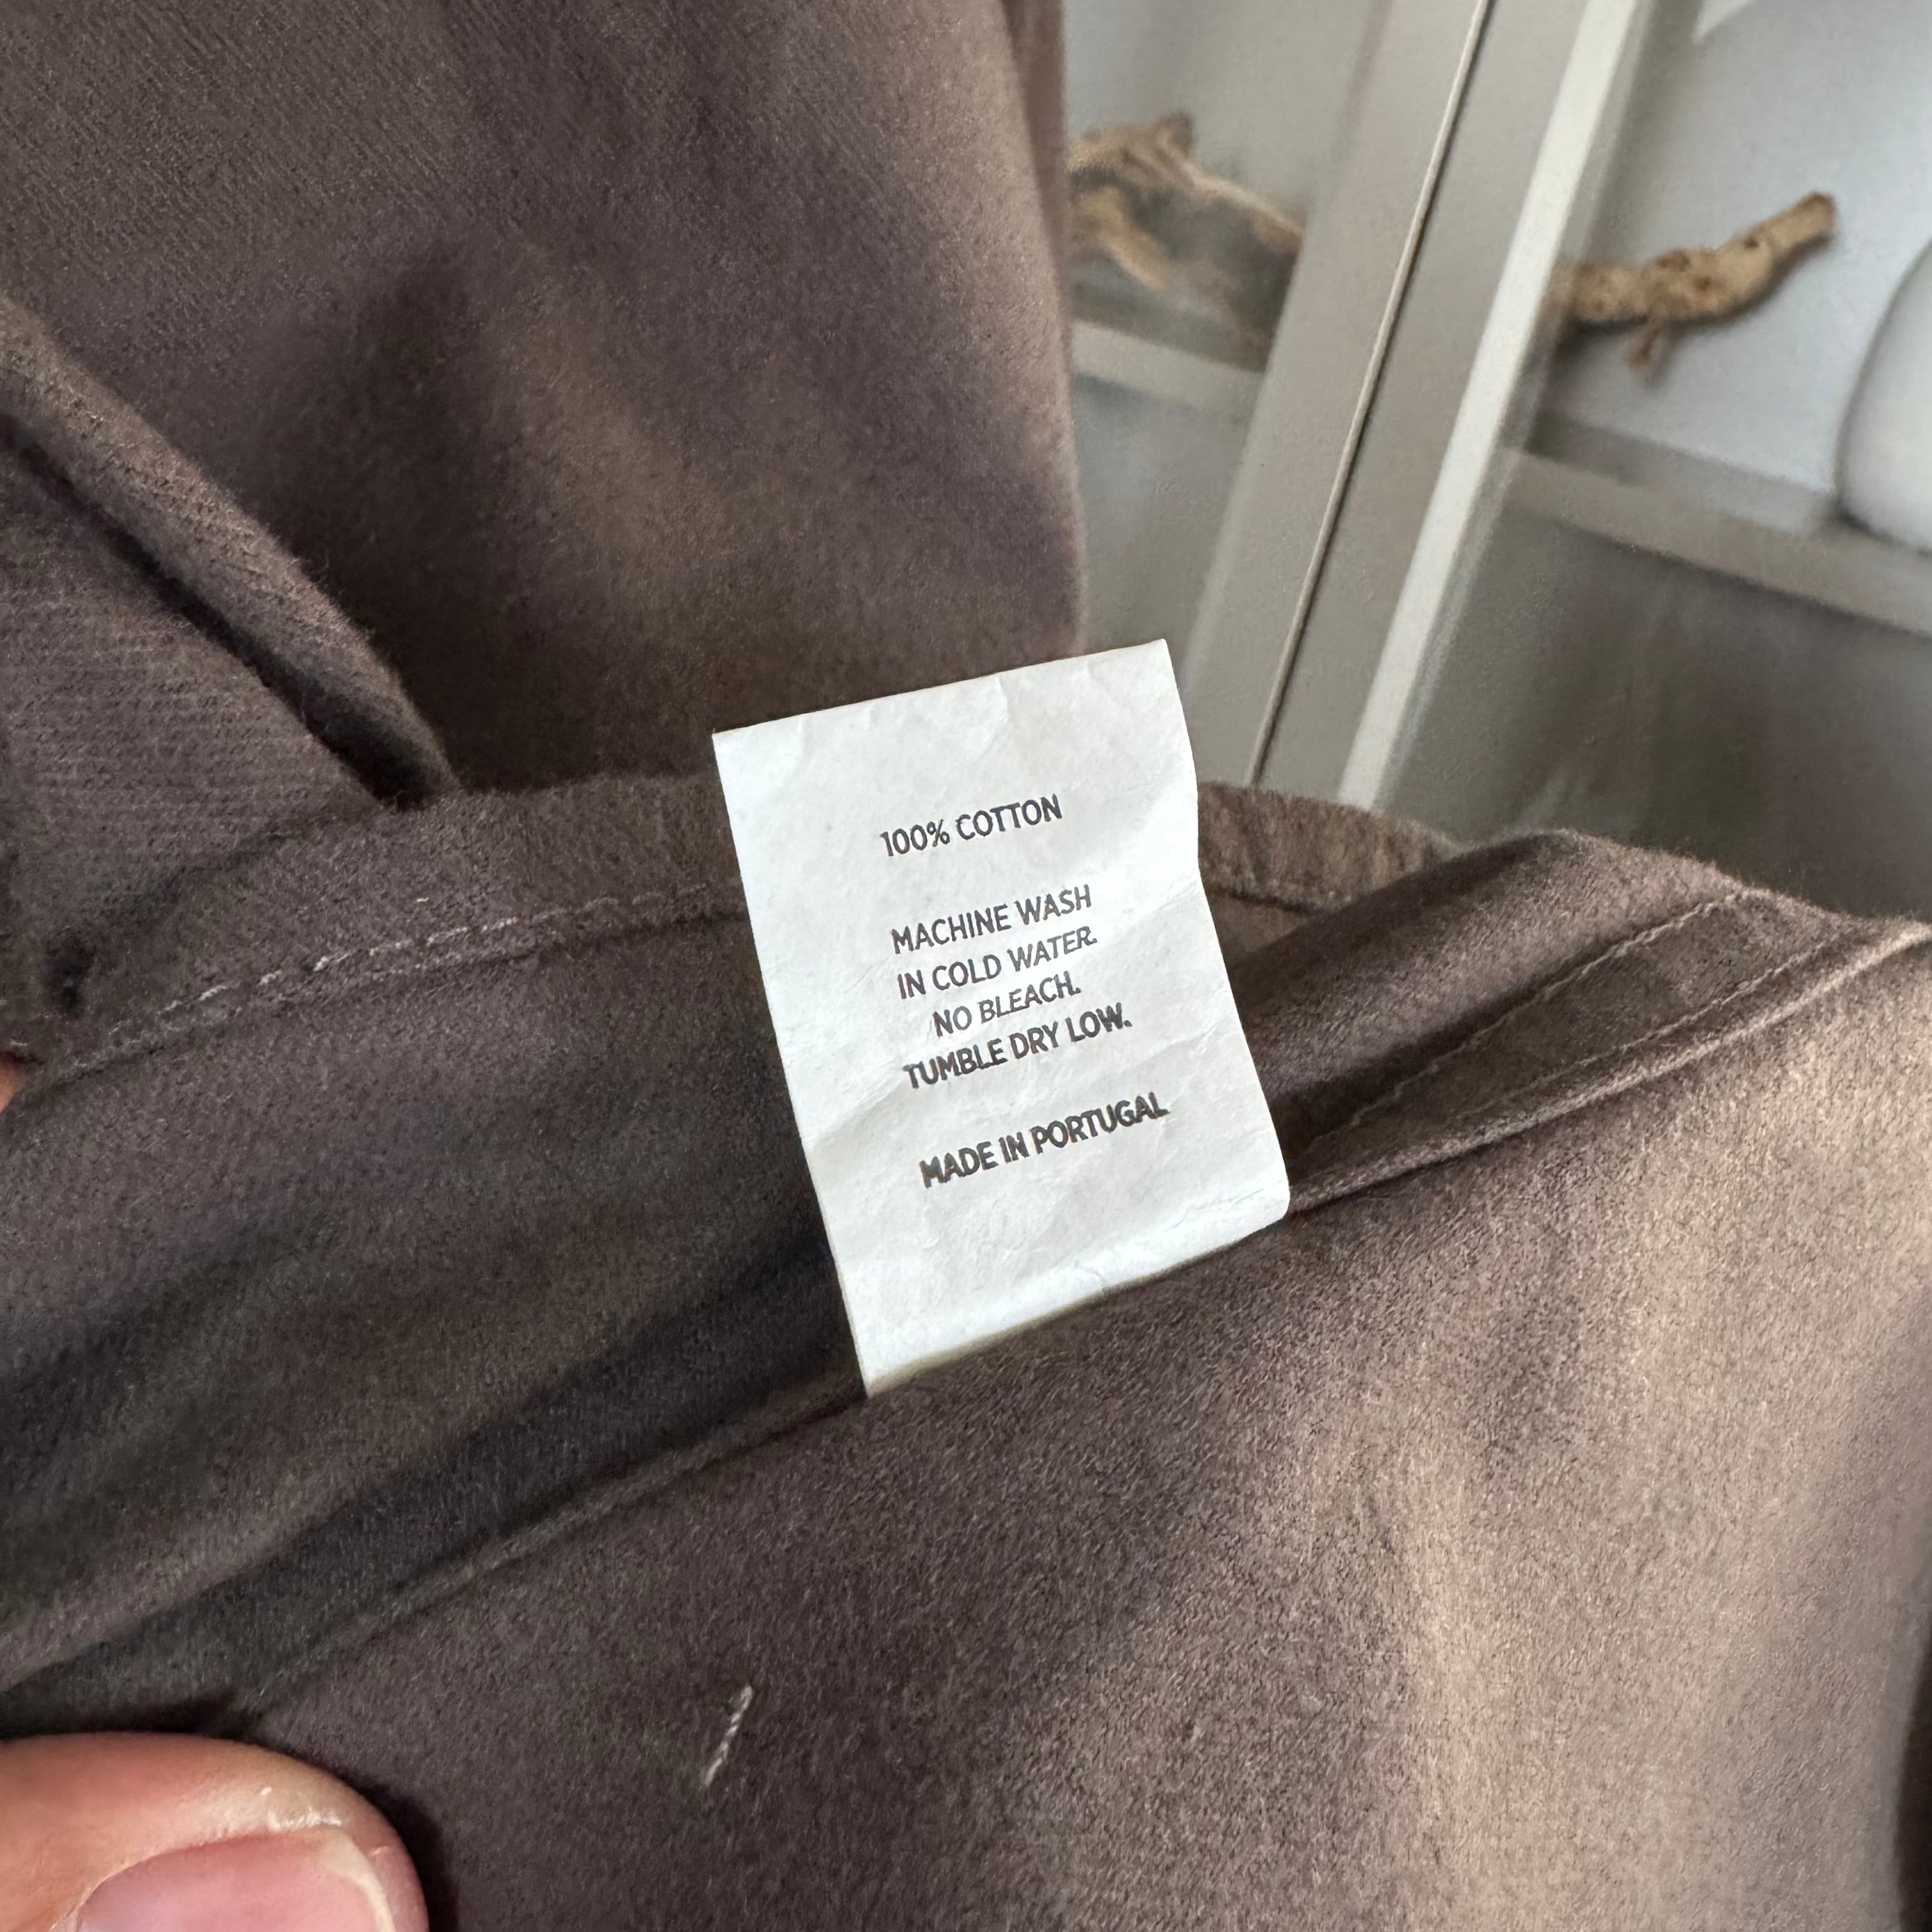 100% COTTON
MACHINE WASH
IN COLD WATER.
NO BLEACH.
TUMBLE DRY LOW.
MADE IN PORTUGAL